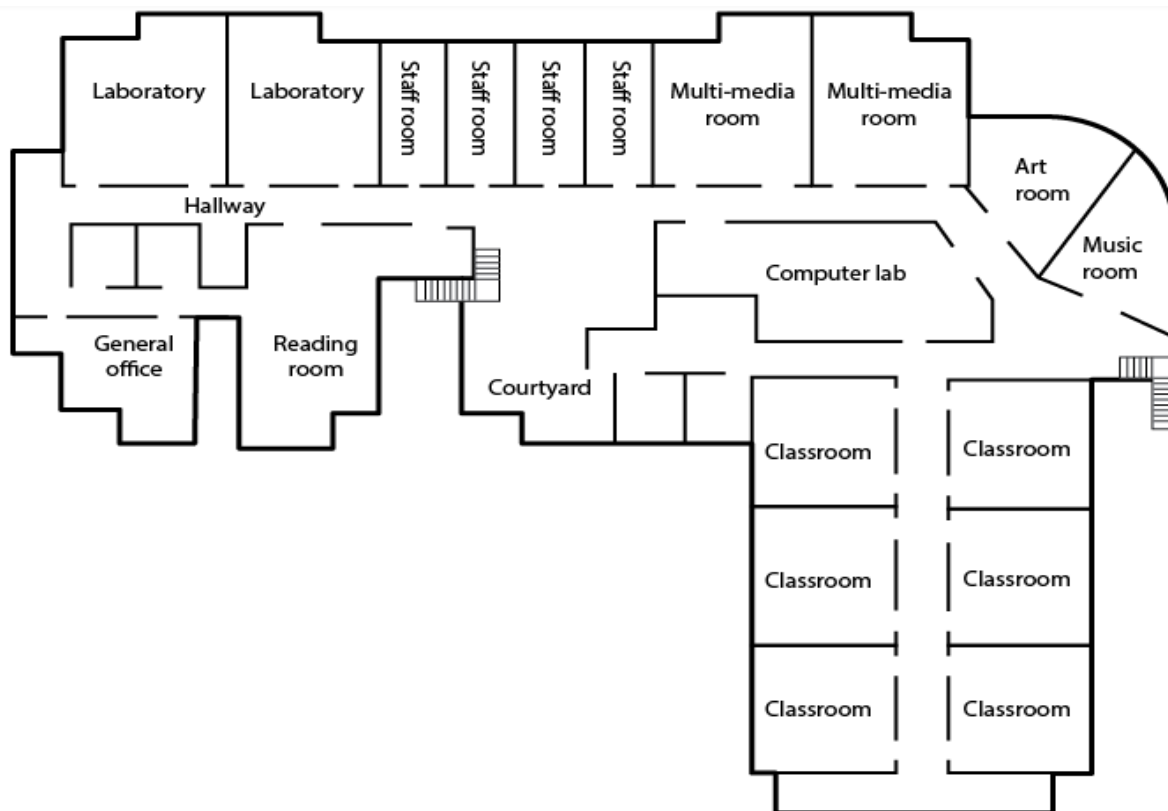 Laboratory
Laboratory
Staff room
Staff room
Staff room
Staff room
Multi-media
room
Multi-media
room
Art
room
Hallway
Music
room
Computer lab
General
office
Reading
room
Courtyard
Classroom
Classroom
Classroom
Classroom
Classroom
Classroom